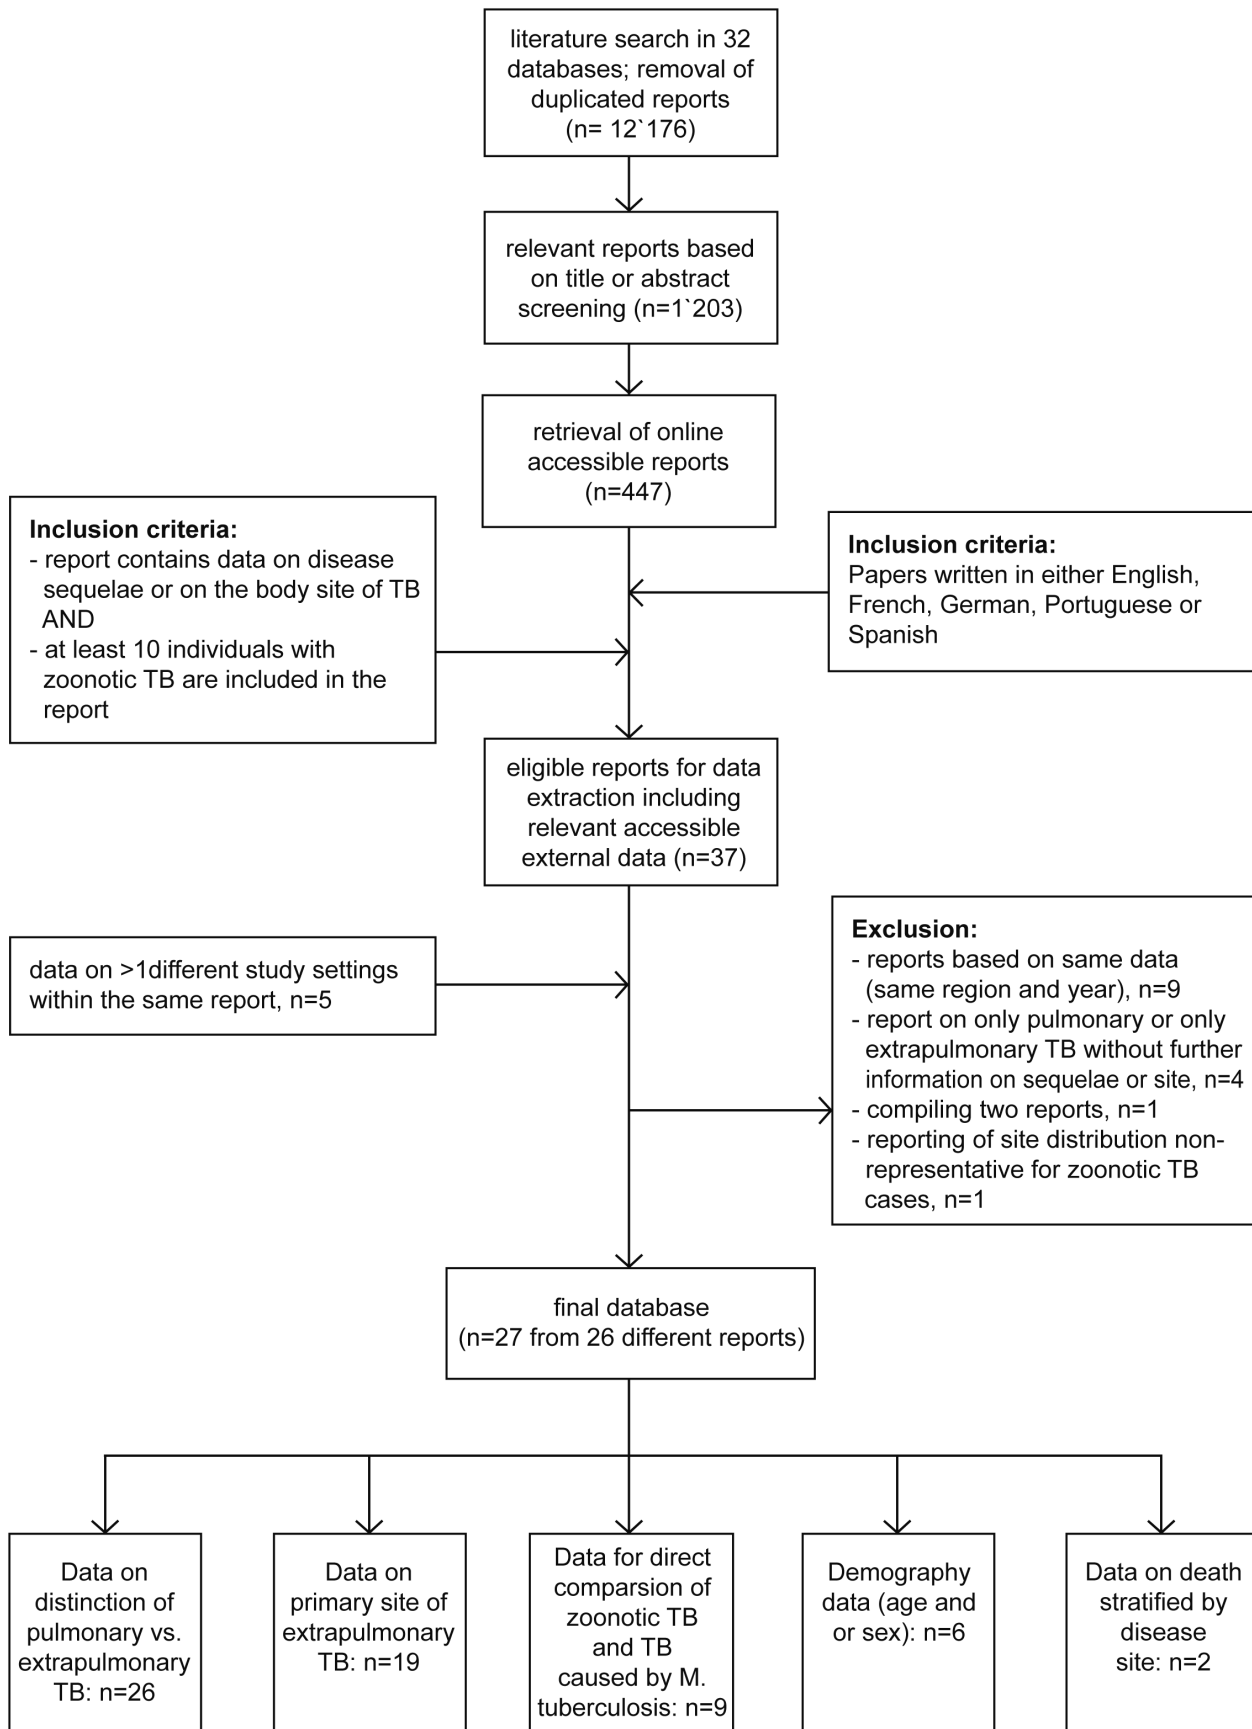 literature search in 32
databases; removal of
duplicated reports
(n= 12`176)
relevant reports based
on title or abstract
screening (n=1`203)
retrieval of online
accessible reports
(n=447)
Inclusion criteria:
- report contains data on disease
sequelae or on the body site of TB
AND
- at least 10 individuals with
zoonotic TB are included in the
report
Inclusion criteria:
Papers written in either English,
French, German, Portuguese or
Spanish
eligible reports for data
extraction including
relevant accessible
external data (n=37)
data on >1different study settings
within the same report, n=5
Exclusion:
- reports based on same data
(same region and year), n=9
- report on only pulmonary or only
extrapulmonary TB without further
information on sequelae or site, n=4
- compiling two reports, n=1
- reporting of site distribution non-
representative for zoonotic TB
cases, n=1
final database
(n=27 from 26 different reports)
Data on
distinction of
pulmonary vs.
extrapulmonary
TB: n=26
Data on
primary site of
extrapulmonary
TB: n=19
Data for direct
comparsion of
zoonotic TB
and TB
caused by M.
tuberculosis: n=9
Demography
data (age and
or sex): n=6
Data on death
stratified by
disease
site: n=2